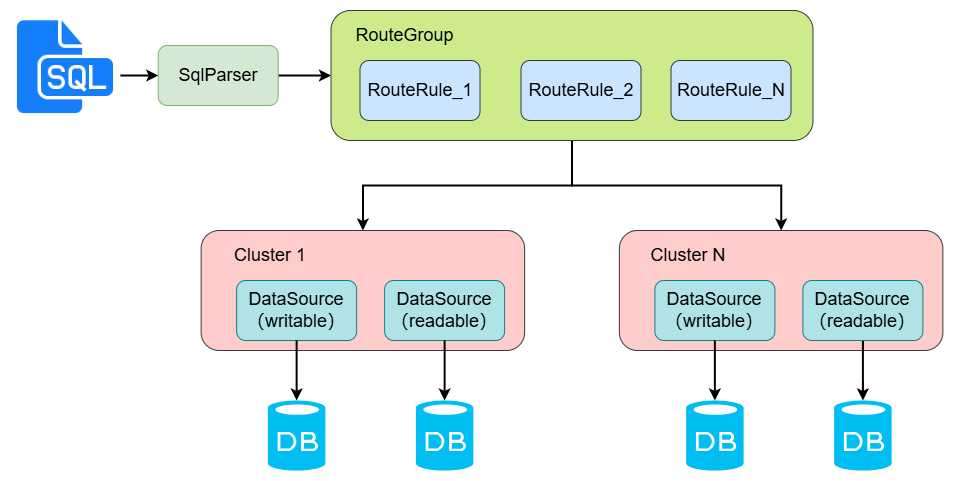 SQL
SqlParser
RouteGroup
RouteRule_1
RouteRule_2
RouteRule_N
Cluster 1
DataSource
（writable）
DataSource
（readable）
Cluster N
DataSource
（writable）
DataSource
（readable）
DB
DB
DB
DB